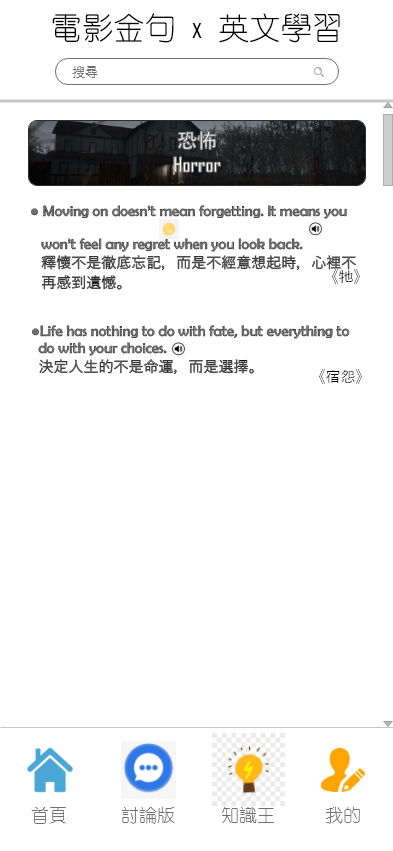 電影金句 x 英文學習
搜尋
恐怖
Horror
● Moving on doesn't mean forgetting. It means you
won't feel any regret when you look back.
釋懷不是徹底忘記，而是不經意想起時，心裡不
再感到遺憾。
《牠》
●Life has nothing to do with fate, but everything to
do with your choices.
決定人生的不是命運，而是選擇。
《宿怨》
首頁
討論版
知識王
我的